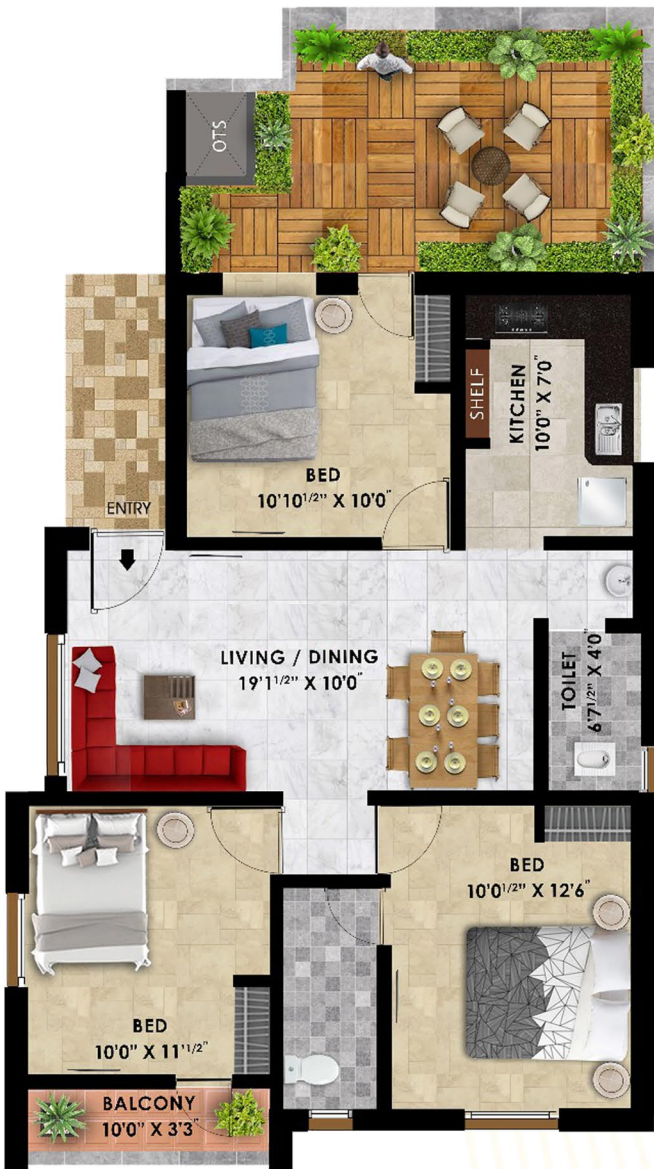 OTS
SHELF
KITCHEN
10'0" X 7'0"
BED
10'10 1/2" X 10'0"
ENTRY
LIVING / DINING
19'1 1/2" X 10'0"
TOILET
6'7 1/2" X 4'0"
BED
10'0 1/2" X 12'6"
BED
10'0" X 11' 1/2"
BALCONY
10'0" X 3'3"